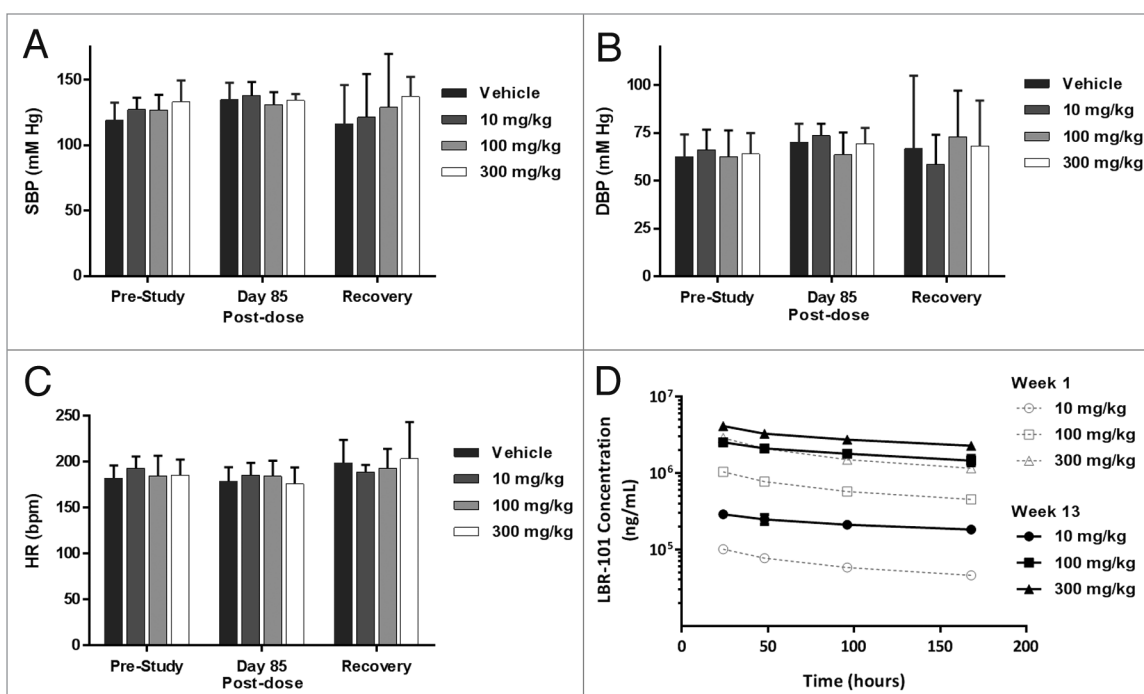 A
SBP (mm Hg)
150
100
50
0
Pre-Study
Day 85
Post-dose
Recovery
Vehicle
10 mg/kg
100 mg/kg
300 mg/kg
B
DBP (mm Hg)
100
75
50
25
0
Pre-Study
Day 85
Post-dose
Recovery
Vehicle
10 mg/kg
100 mg/kg
300 mg/kg
C
HR (bpm)
250
200
150
100
50
0
Pre-Study
Day 85
Post-dose
Recovery
Vehicle
10 mg/kg
100 mg/kg
300 mg/kg
D
LBR-101 Concentration
(ng/mL)
10⁷
10⁶
10⁵
0
50
100
150
200
Time (hours)
Week 1
10 mg/kg
100 mg/kg
300 mg/kg
Week 13
10 mg/kg
100 mg/kg
300 mg/kg